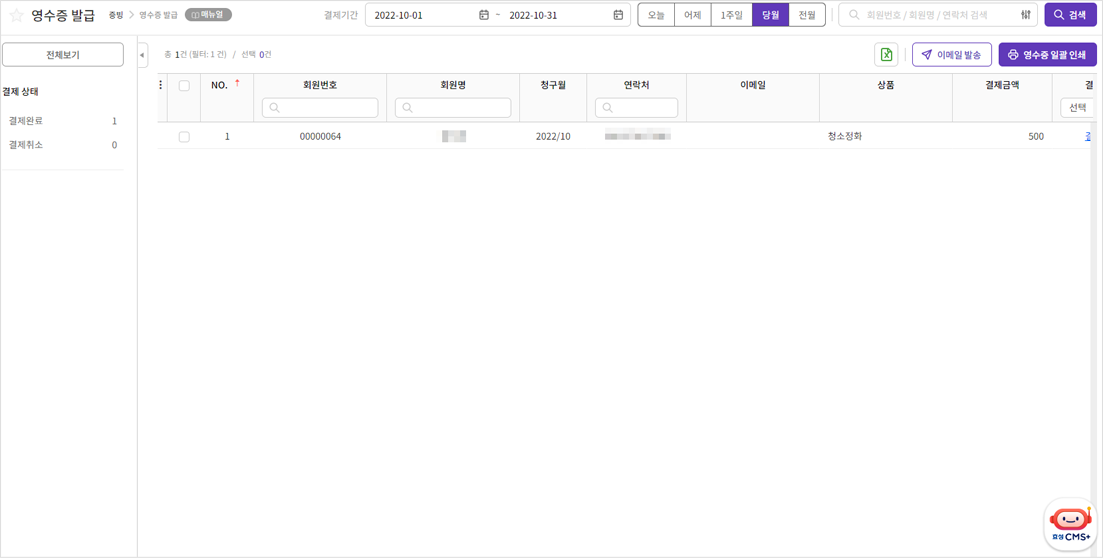 영수증 발급 증빙 > 영수증 발급 매뉴얼 결제기간 2022-10-01 ~ 2022-10-31 오늘 어제 1주일 당월 전월 회원번호 / 회원명 / 연락처 검색 검색
전체보기
총 1건 (필터: 1 건) / 선택 0건 이메일 발송 영수증 일괄 인쇄
결제 상태
결제완료 1
결제취소 0
NO. ↑ 회원번호 회원명 청구월 연락처 이메일 상품 결제금액 결
선택
1 00000064 2022/10 청소정화 500
효성 CMS+